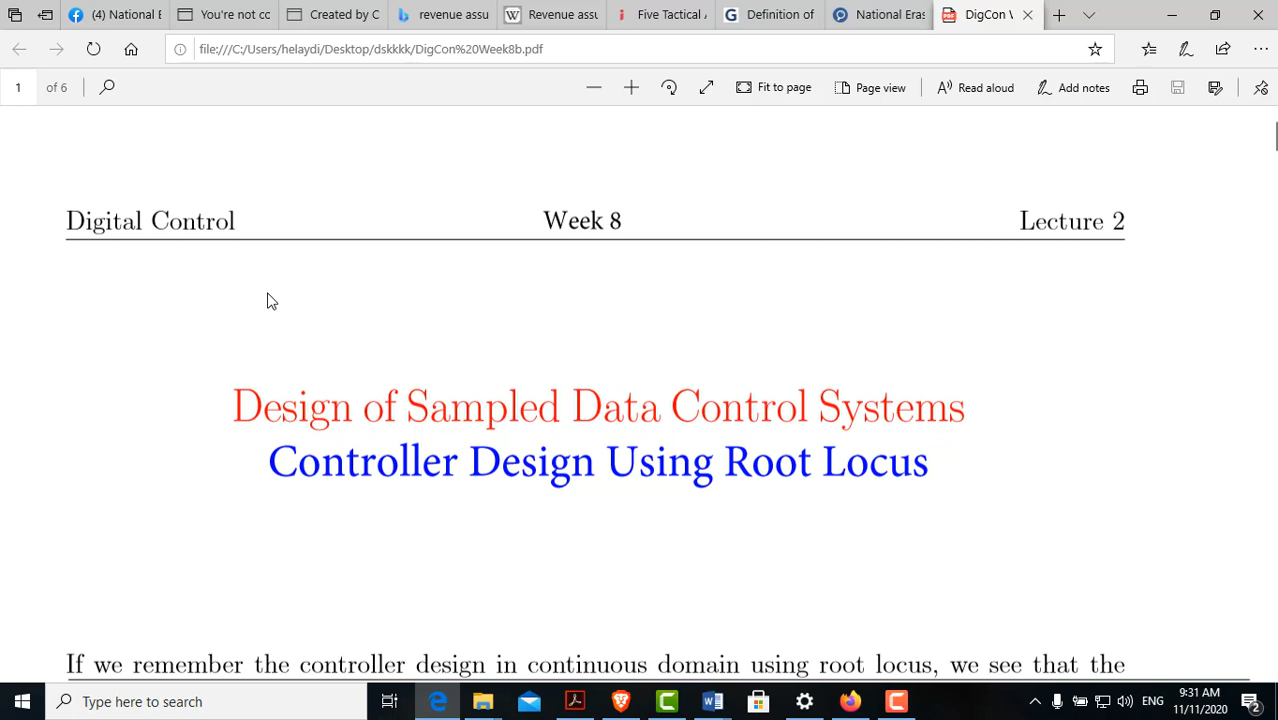 (4) National E
You're not co
Created by C
revenue assu
Revenue assu
Five Tactical A
Definition of
National Eras
DigCon W
file:///C:/Users/helaydi/Desktop/dskkkk/DigCon%20Week8b.pdf
1 of 6
Fit to page
Page view
Read aloud
Add notes
Digital Control Week 8 Lecture 2
Design of Sampled Data Control Systems
Controller Design Using Root Locus
If we remember the controller design in continuous domain using root locus, we see that the
Type here to search
ENG
9:31 AM
11/11/2020
2